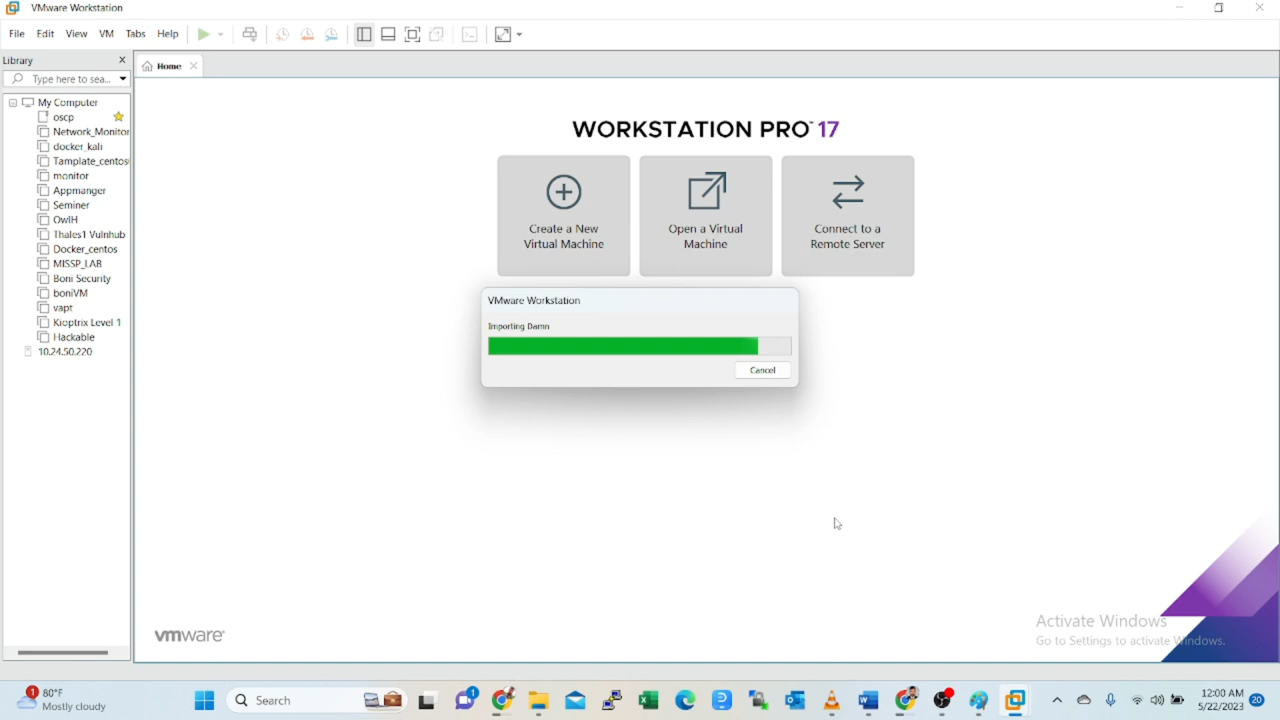 VMware Workstation
File Edit View VM Tabs Help
Library
Type here to sea...
Home
My Computer
oscp
Network_Monitor
docker_kali
Tamplate_centos
monitor
Appmanger
Seminer
OwlH
Thales1 Vulnhub
Docker_centos
MISSP_LAB
Boni Security
boniVM
vapt
Kioptrix Level 1
Hackable
10.24.50.220
WORKSTATION PRO™ 17
Create a New
Virtual Machine
Open a Virtual
Machine
Connect to a
Remote Server
VMware Workstation
Importing Damn
Cancel
vmware®
Activate Windows
Go to Settings to activate Windows.
1
80°F
Mostly cloudy
Search
1
12:00 AM
5/22/2023
20